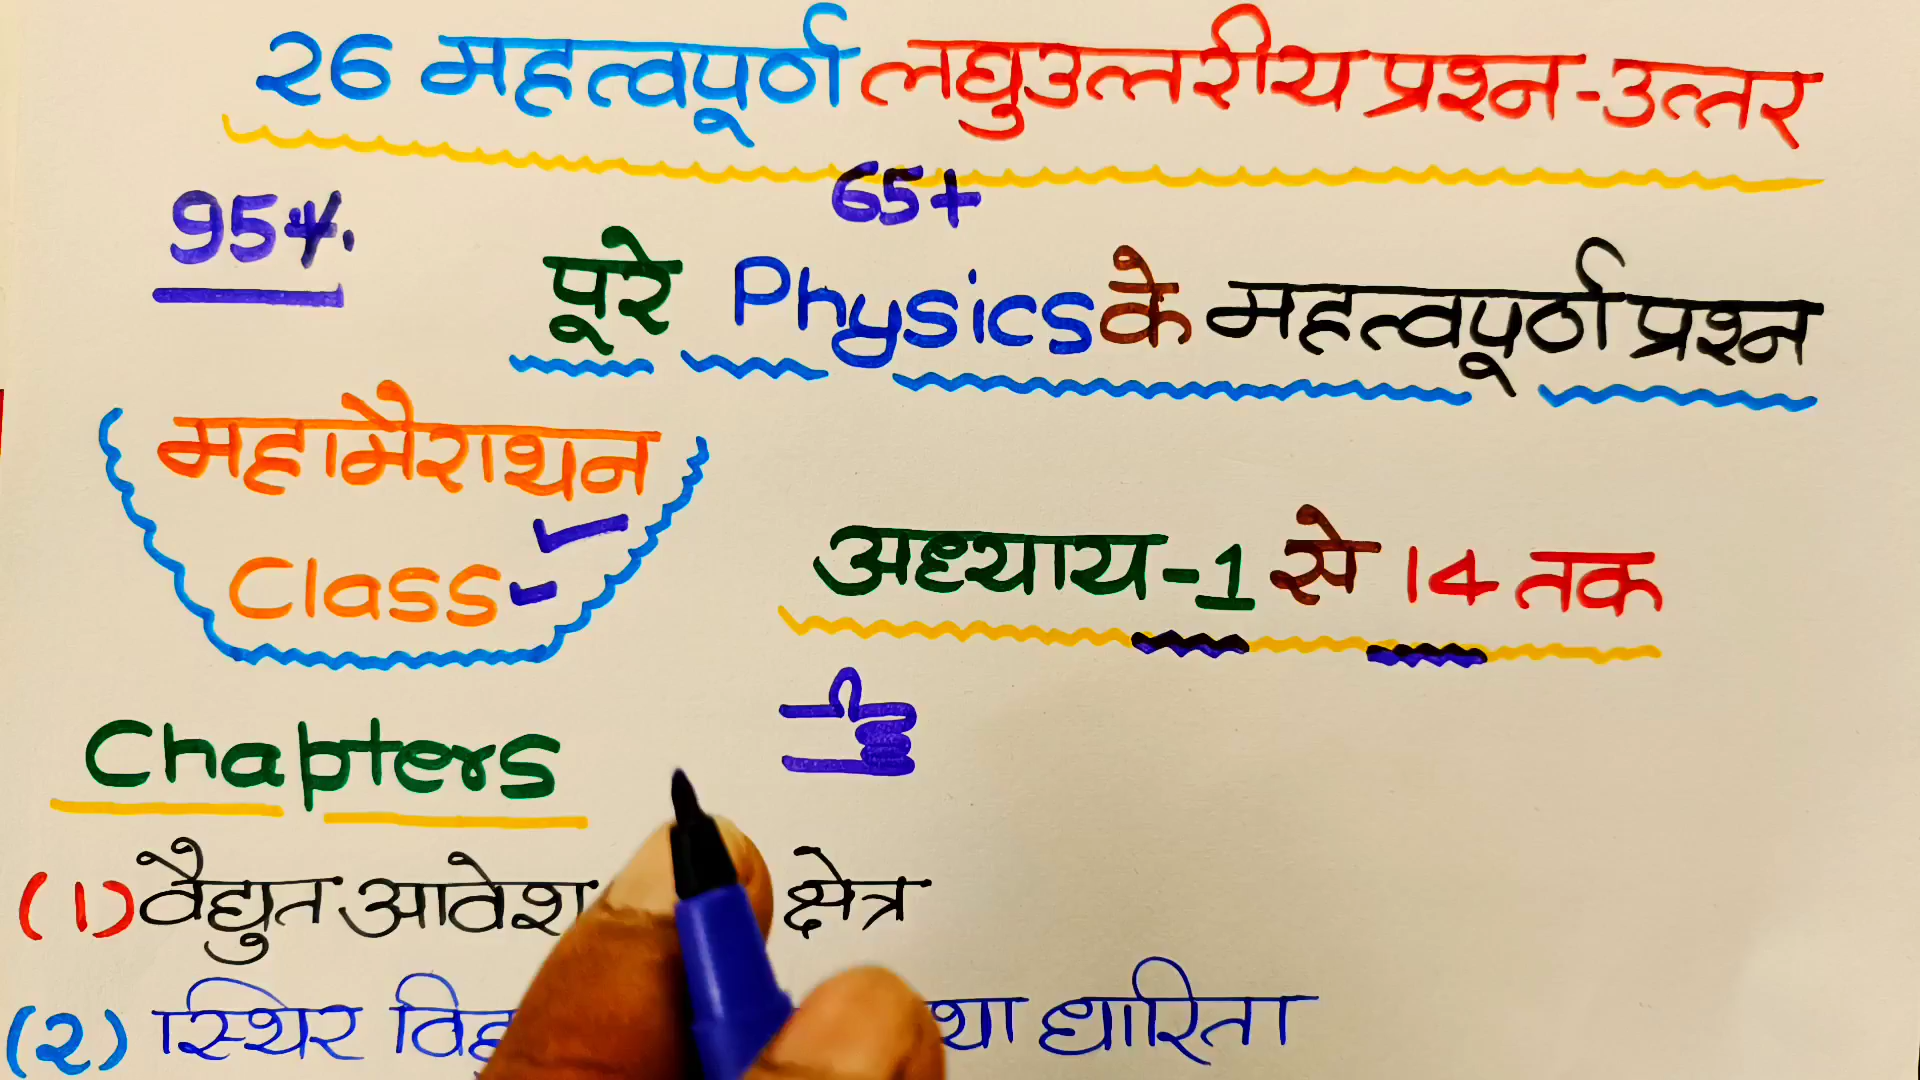 26 महत्वपूर्ण लघुउत्तरीय प्रश्न-उत्तर
65+
95%
पूरे Physics के महत्वपूर्ण प्रश्न
महामैराथन
Class
अध्याय-1 से 14 तक
Chapters
(1) वैद्युत आवेश क्षेत्र
(2) स्थिर धारिता